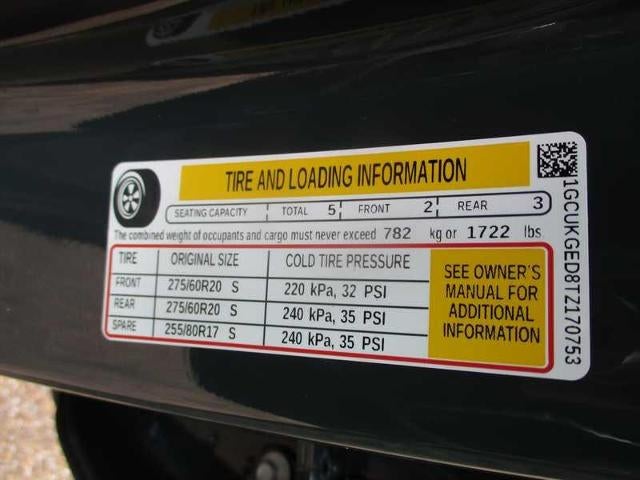 TIRE AND LOADING INFORMATION
SEATING CAPACITY TOTAL 5 FRONT 2 REAR 3
The combined weight of occupants and cargo must never exceed 782 kg or 1722 lbs
TIRE ORIGINAL SIZE COLD TIRE PRESSURE
FRONT 275/60R20 S 220 kPa, 32 PSI
REAR 275/60R20 S 240 kPa, 35 PSI
SPARE 255/80R17 S 240 kPa, 35 PSI
SEE OWNER'S
MANUAL FOR
ADDITIONAL
INFORMATION
1GCUKGED8TZ170753